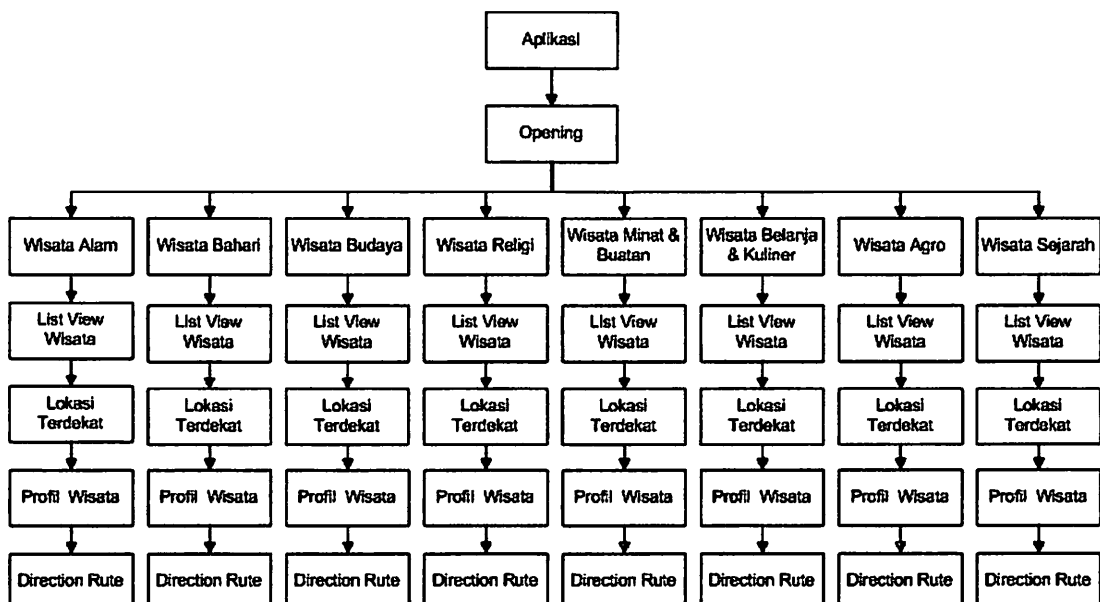 Aplikasi
Opening
Wisata Alam
Wisata Bahari
Wisata Budaya
Wisata Religi
Wisata Minat &
Buatan
Wisata Belanja
& Kuliner
Wisata Agro
Wisata Sejarah
List View
Wisata
List View
Wisata
List View
Wisata
List View
Wisata
List View
Wisata
List View
Wisata
List View
Wisata
List View
Wisata
Lokasi
Terdekat
Lokasi
Terdekat
Lokasi
Terdekat
Lokasi
Terdekat
Lokasi
Terdekat
Lokasi
Terdekat
Lokasi
Terdekat
Lokasi
Terdekat
Profil Wisata
Profil Wisata
Profil Wisata
Profil Wisata
Profil Wisata
Profil Wisata
Profil Wisata
Profil Wisata
Direction Rute
Direction Rute
Direction Rute
Direction Rute
Direction Rute
Direction Rute
Direction Rute
Direction Rute